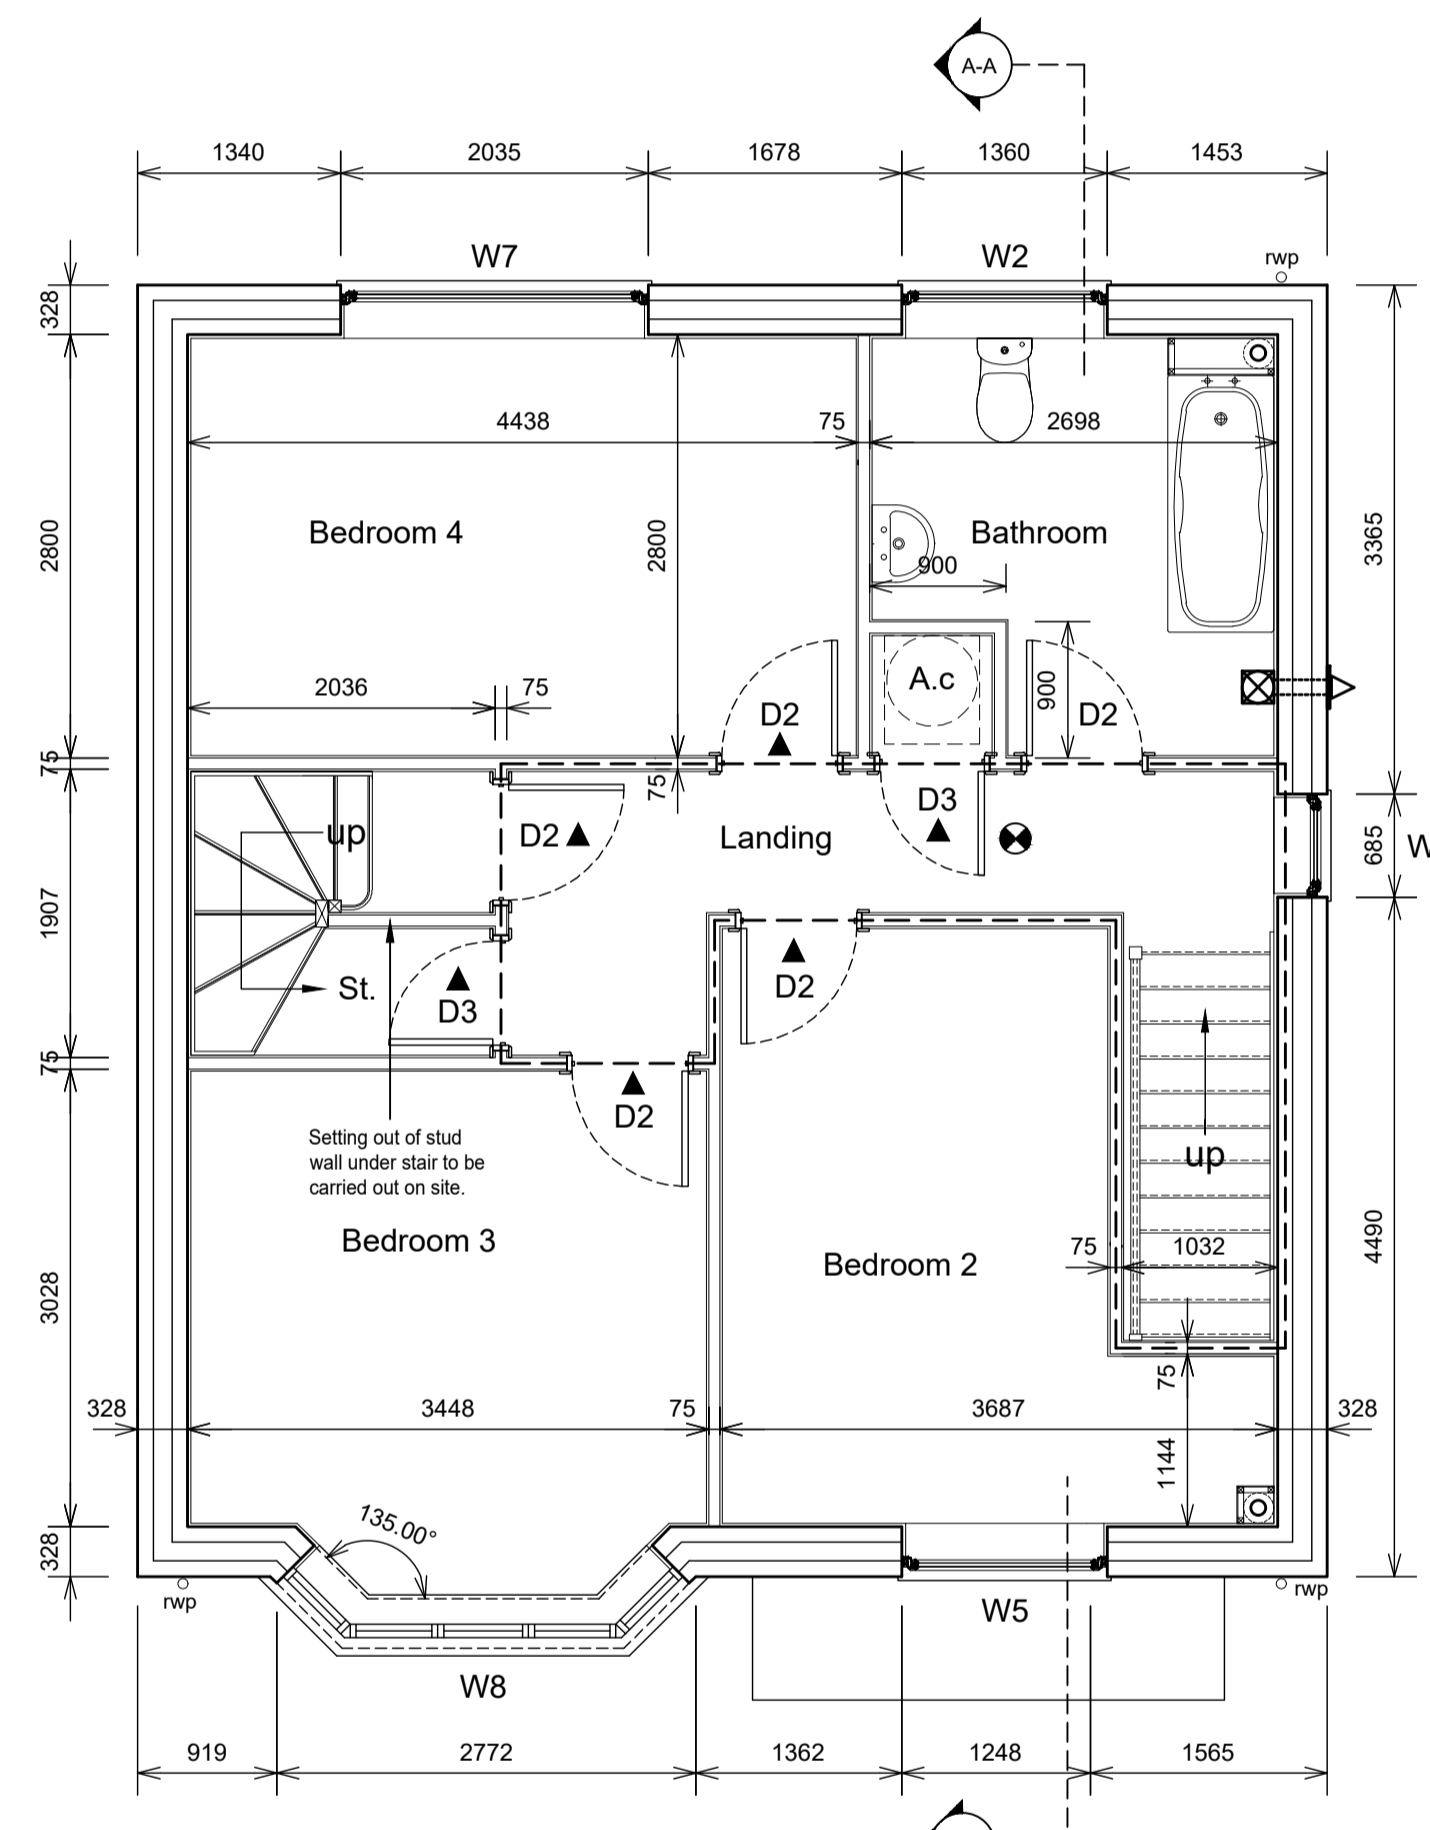 A-A
1340 2035 1678 1360 1453
W7 W2 rwp
328
4438 75 2698
2800 Bedroom 4 2800 Bathroom 3365
900
A.c
2036 75 900
D2 D2
75 75
D3
up D2 Landing 685 W
1907
St. D2
D3
75
D2
Setting out of stud
wall under stair to be
carried out on site.
up
Bedroom 3 75 1032 4490
Bedroom 2
3028
75
328 3448 75 3687 328
1144
135.00°
328
rwp W5 rwp
W8
919 2772 1362 1248 1565